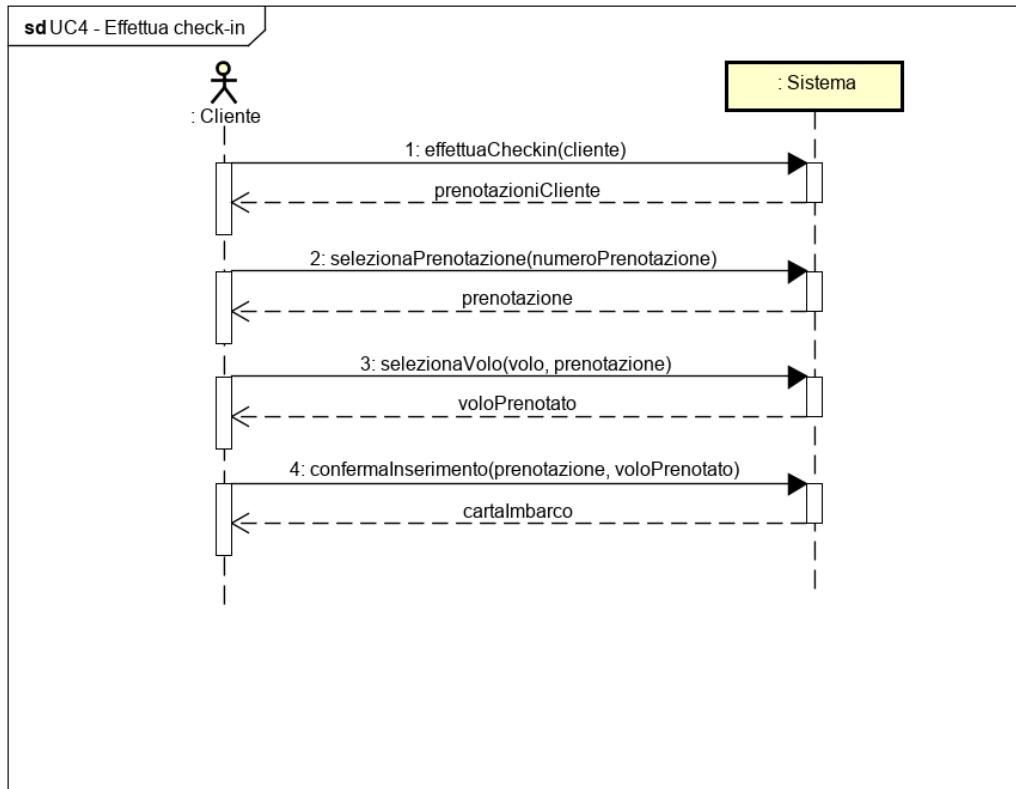 sd UC4 - Effettua check-in
: Cliente
: Sistema
1: effettuaCheckin(cliente)
prenotazioniCliente
2: selezionaPrenotazione(numeroPrenotazione)
prenotazione
3: selezionaVolo(volo, prenotazione)
voloPrenotato
4: confermaInserimento(prenotazione, voloPrenotato)
cartaImbarco